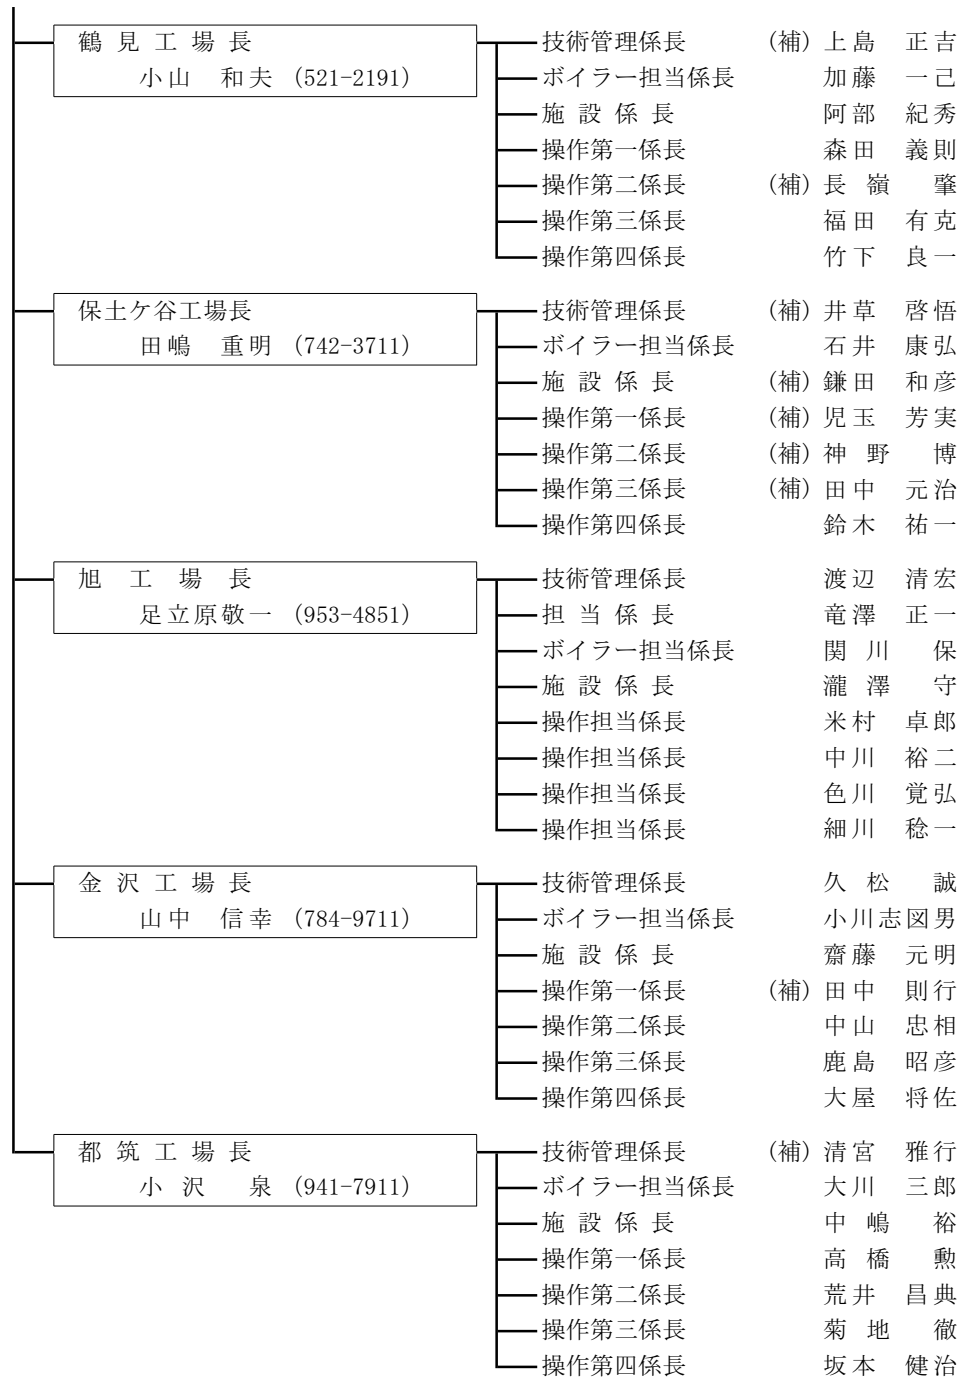 鶴見工場長 技術管理係長 (補) 上島 正吉
小山 和夫 (521-2191) ボイラー担当係長 加藤 一己
施設係長 阿部 紀秀
操作第一係長 森田 義則
操作第二係長 (補) 長嶺 肇
操作第三係長 福田 有克
操作第四係長 竹下 良一
保土ケ谷工場長 技術管理係長 (補) 井草 啓悟
田嶋 重明 (742-3711) ボイラー担当係長 石井 康弘
施設係長 (補) 鎌田 和彦
操作第一係長 (補) 児玉 芳実
操作第二係長 (補) 神野 博
操作第三係長 (補) 田中 元治
操作第四係長 鈴木 祐一
旭工場長 技術管理係長 渡辺 清宏
足立原敬一 (953-4851) 担当係長 竜澤 正一
ボイラー担当係長 関川 保
施設係長 瀧澤 守
操作担当係長 米村 卓郎
操作担当係長 中川 裕二
操作担当係長 色川 覚弘
操作担当係長 細川 稔一
金沢工場長 技術管理係長 久松 誠
山中 信幸 (784-9711) ボイラー担当係長 小川志図男
施設係長 齋藤 元明
操作第一係長 (補) 田中 則行
操作第二係長 中山 忠相
操作第三係長 鹿島 昭彦
操作第四係長 大屋 将佐
都筑工場長 技術管理係長 (補) 清宮 雅行
小沢 泉 (941-7911) ボイラー担当係長 大川 三郎
施設係長 中嶋 裕
操作第一係長 高橋 勲
操作第二係長 荒井 昌典
操作第三係長 菊地 徹
操作第四係長 坂本 健治